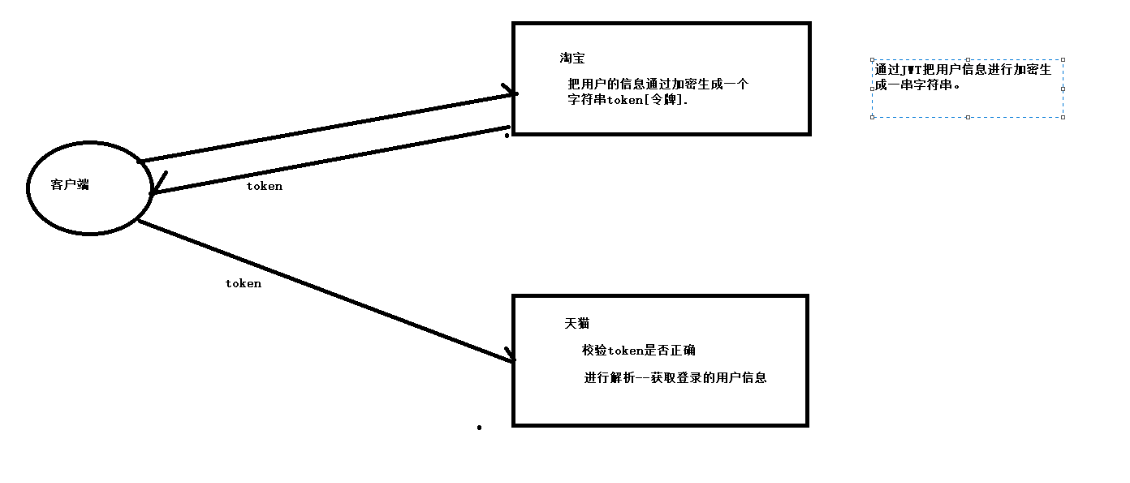 淘宝
把用户的信息通过加密生成一个
字符串token[令牌].
通过JWT把用户信息进行加密生
成一串字符串。
客户端
token
token
天猫
校验token是否正确
进行解析--获取登录的用户信息